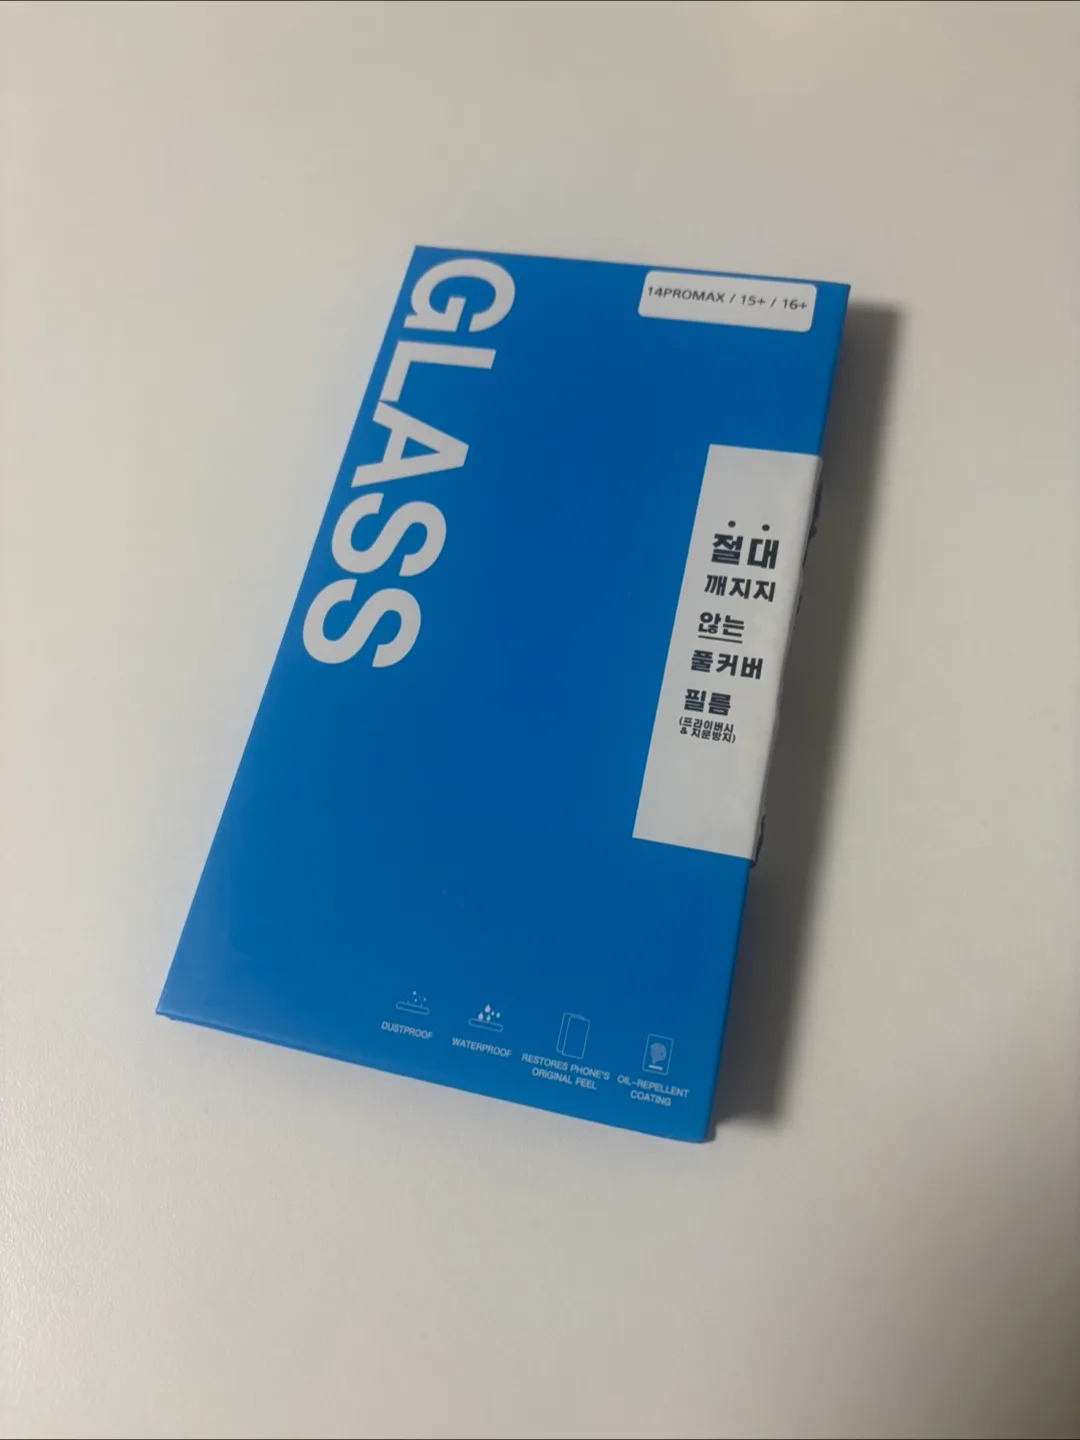 GLASS
14PROMAX / 15+ / 16+
절대
깨지지
않는
풀커버
필름
(프라이버시
& 지문방지)
DUSTPROOF
WATERPROOF
RESTORES PHONE'S
ORIGINAL FEEL
OIL-REPELLENT
COATING